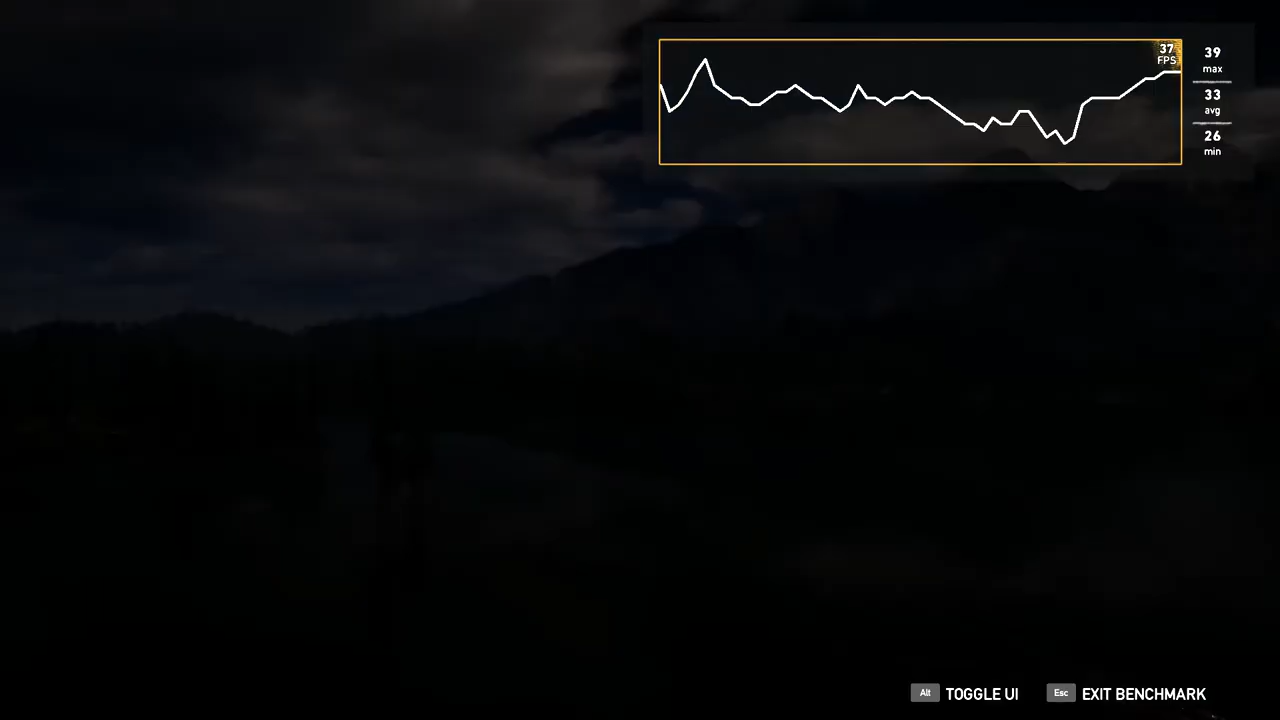 37
FPS
39
max
33
avg
26
min
Alt TOGGLE UI Esc EXIT BENCHMARK